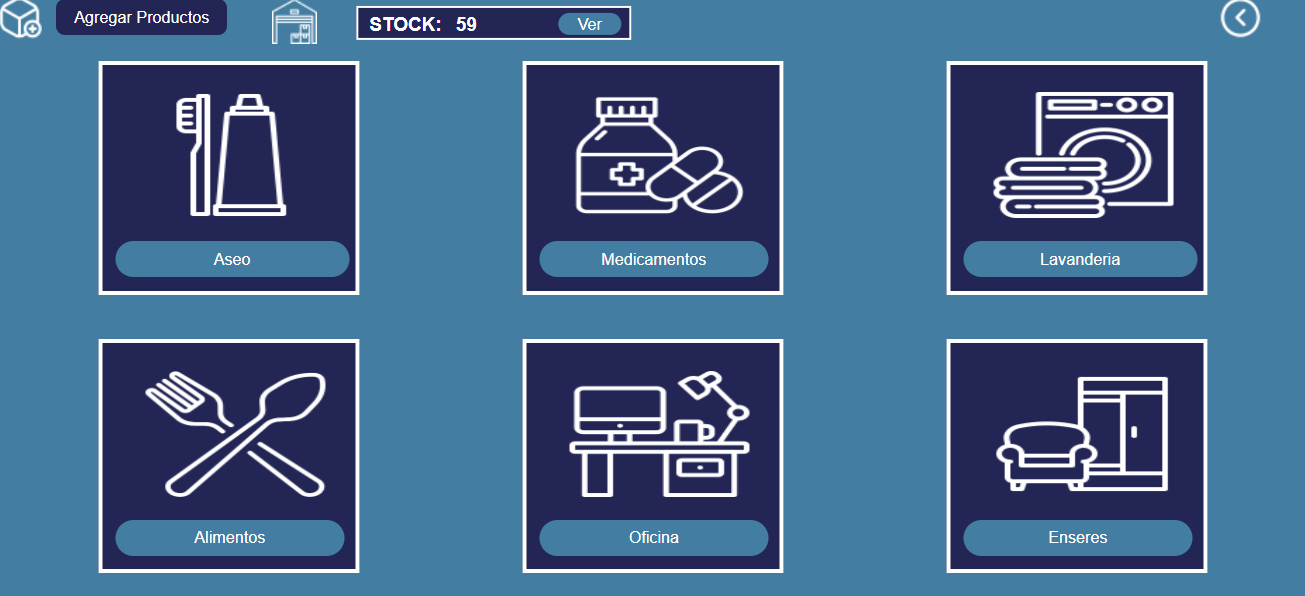 Agregar Productos
STOCK: 59 Ver
Aseo
Medicamentos
Lavanderia
Alimentos
Oficina
Enseres